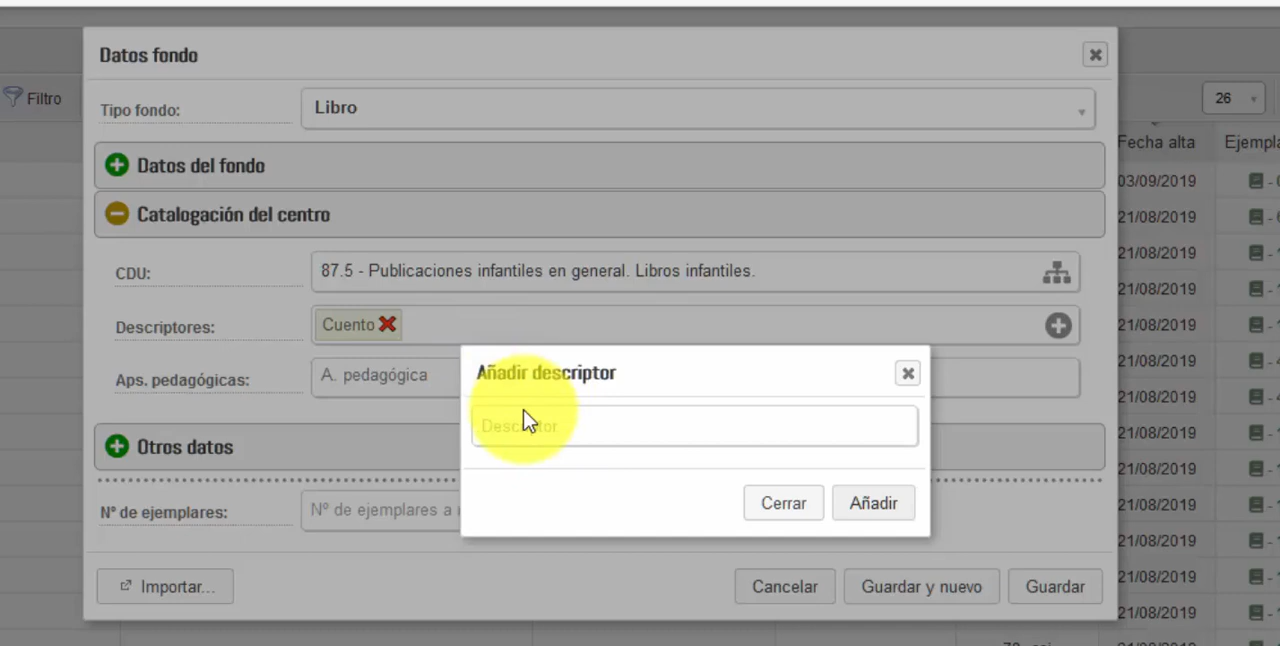 Datos fondo
Filtro
Tipo fondo:
Libro
26
Fecha alta
Datos del fondo
03/09/2019
Catalogación del centro
21/08/2019
21/08/2019
CDU:
87.5 - Publicaciones infantiles en general. Libros infantiles.
21/08/2019
Descriptores:
Cuento
21/08/2019
Aps. pedagógicas:
A. pedagógica
21/08/2019
Añadir descriptor
Descriptor
21/08/2019
21/08/2019
Otros datos
21/08/2019
Nº de ejemplares:
Nº de ejemplares a
Cerrar
Añadir
21/08/2019
21/08/2019
Importar...
Cancelar
Guardar y nuevo
Guardar
21/08/2019
21/08/2019